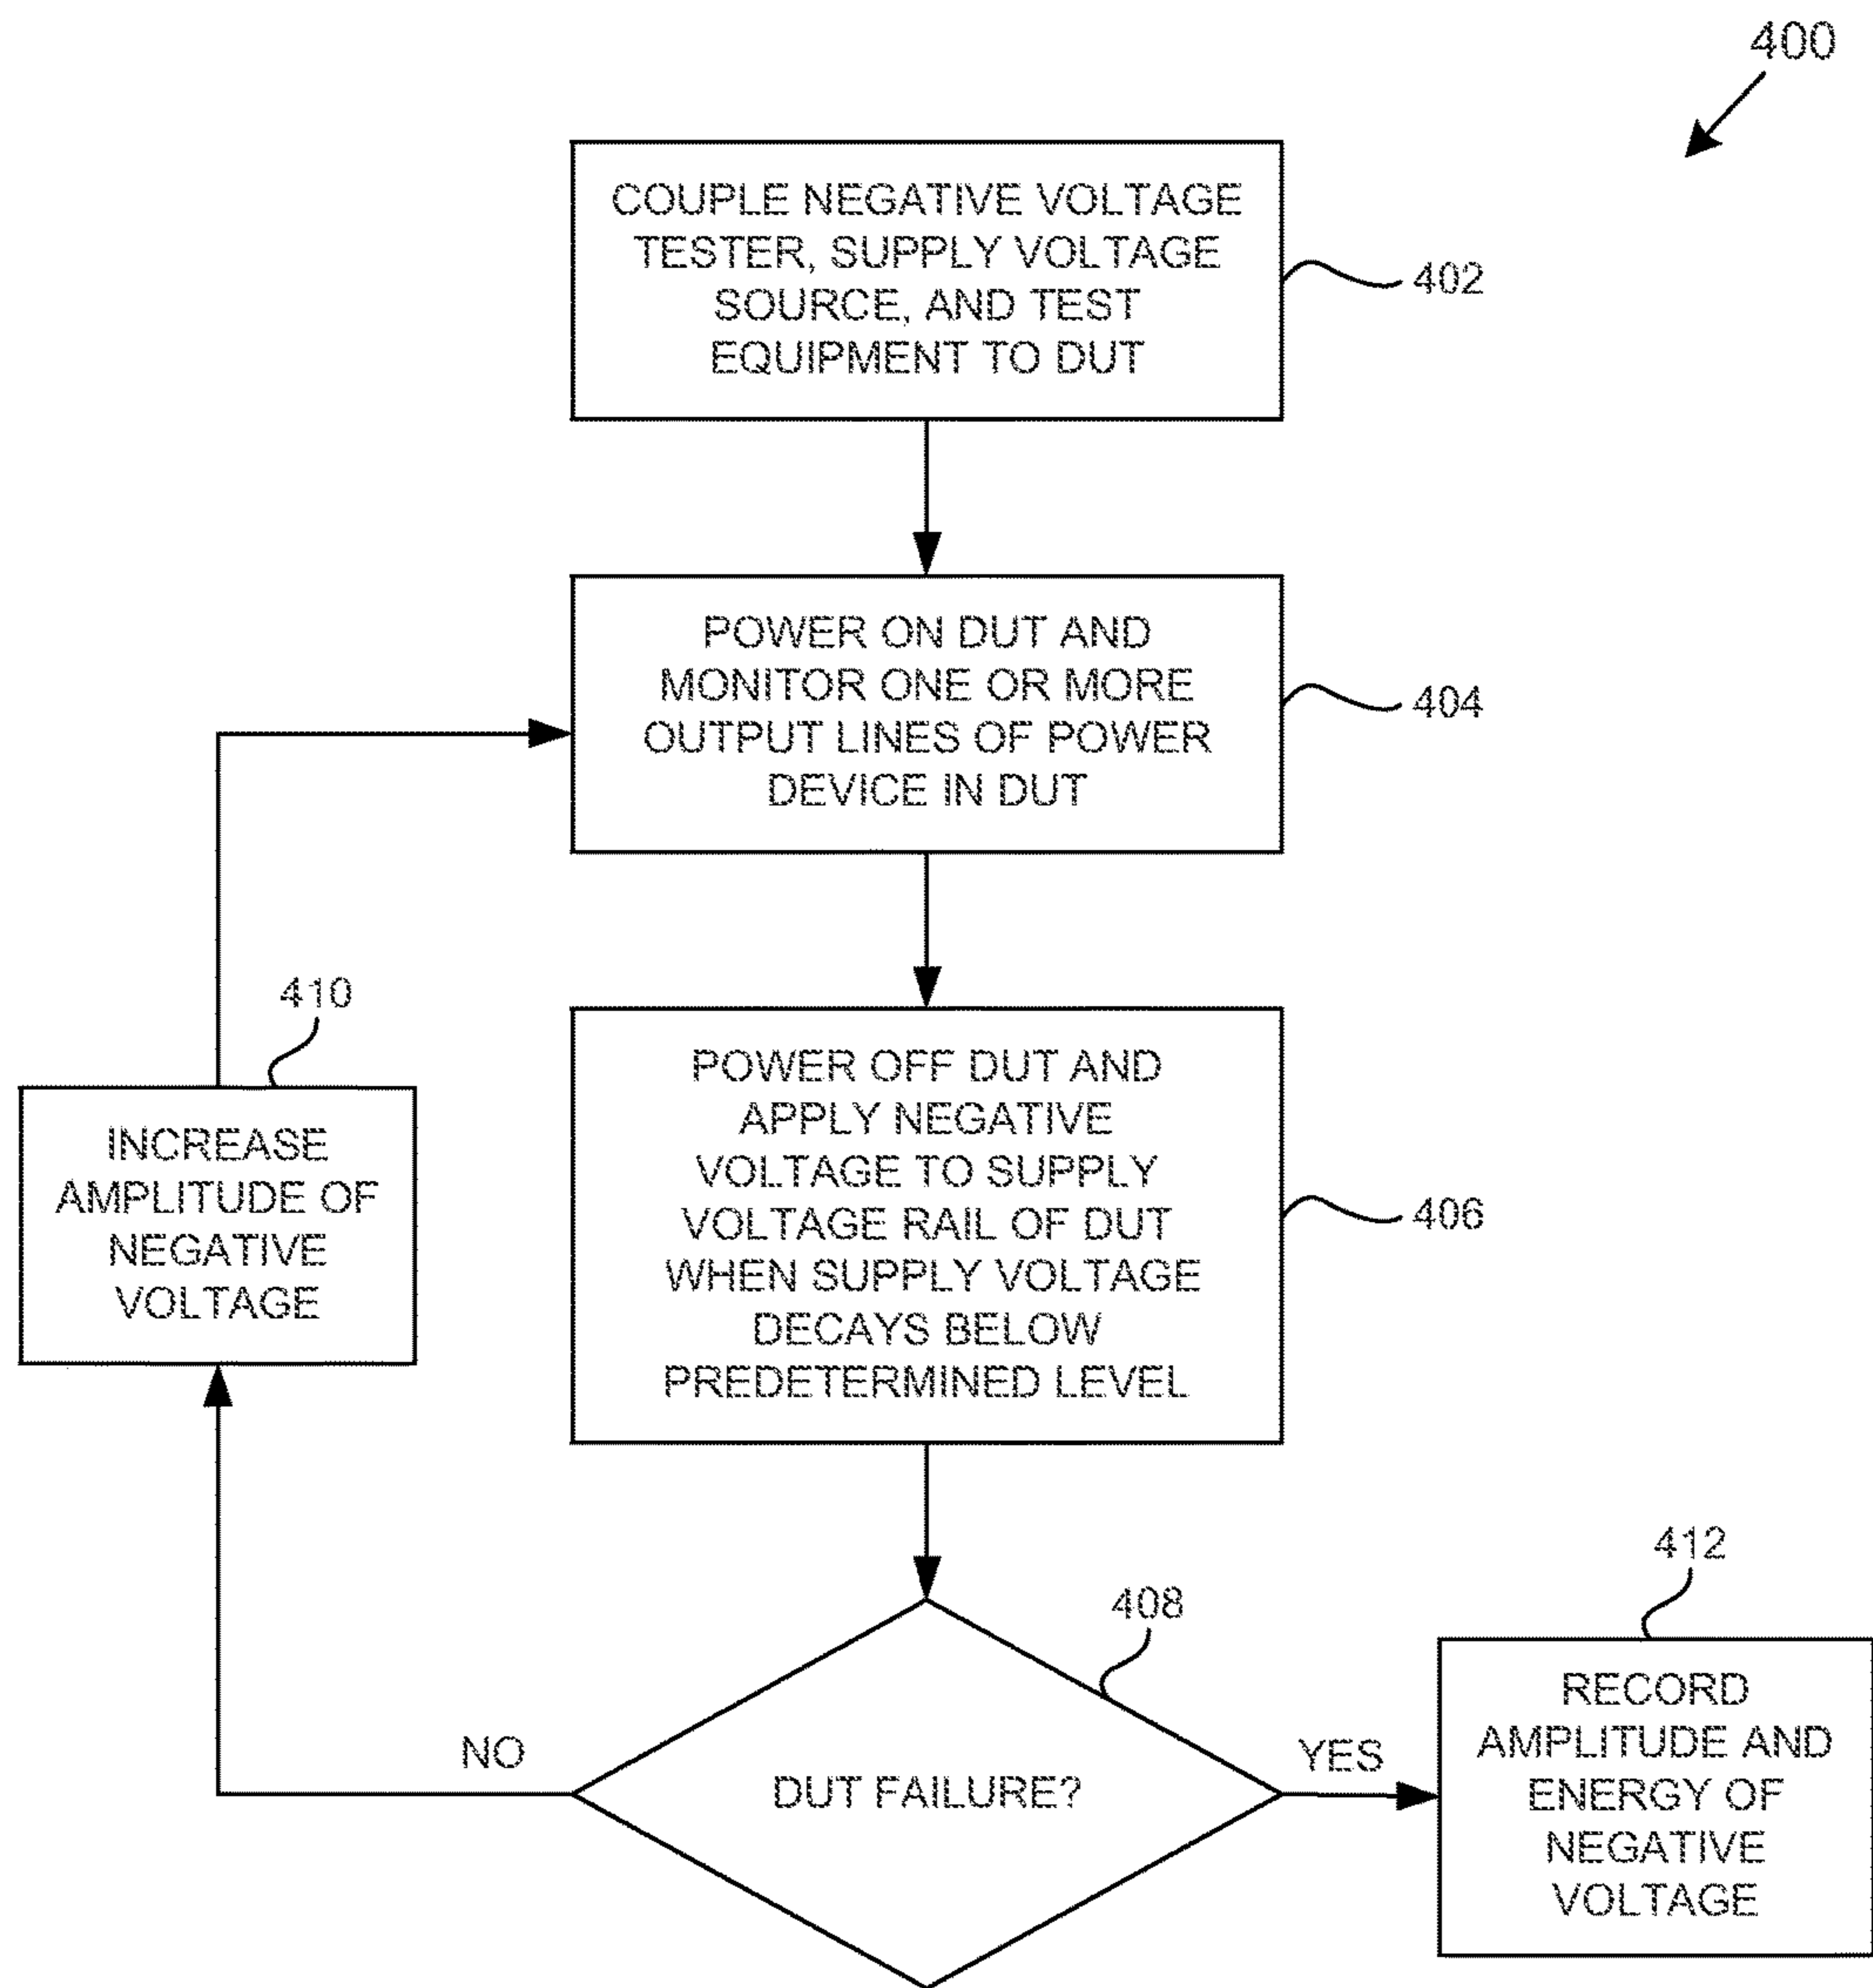 400
COUPLE NEGATIVE VOLTAGE
TESTER, SUPPLY VOLTAGE
SOURCE, AND TEST
EQUIPMENT TO DUT
402
POWER ON DUT AND
MONITOR ONE OR MORE
OUTPUT LINES OF POWER
DEVICE IN DUT
404
410
INCREASE
AMPLITUDE OF
NEGATIVE
VOLTAGE
POWER OFF DUT AND
APPLY NEGATIVE
VOLTAGE TO SUPPLY
VOLTAGE RAIL OF DUT
WHEN SUPPLY VOLTAGE
DECAYS BELOW
PREDETERMINED LEVEL
406
408
DUT FAILURE?
NO
YES
412
RECORD
AMPLITUDE AND
ENERGY OF
NEGATIVE
VOLTAGE